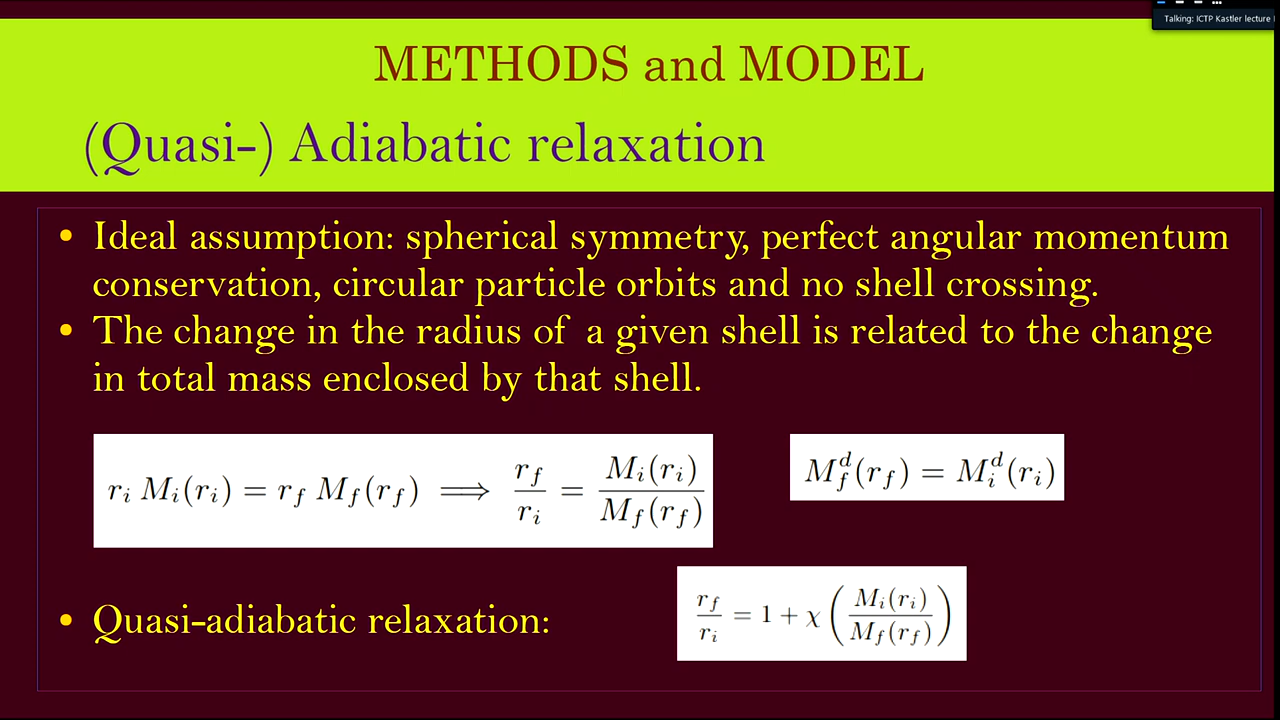 Talking: ICTP Kastler lecture
METHODS and MODEL
(Quasi-) Adiabatic relaxation
• Ideal assumption: spherical symmetry, perfect angular momentum
conservation, circular particle orbits and no shell crossing.
• The change in the radius of a given shell is related to the change
in total mass enclosed by that shell.
r_i M_i(r_i) = r_f M_f(r_f) ⟹ r_f/r_i = M_i(r_i)/M_f(r_f)
M_f^d(r_f) = M_i^d(r_i)
• Quasi-adiabatic relaxation:
r_f/r_i = 1 + χ (M_i(r_i)/M_f(r_f))